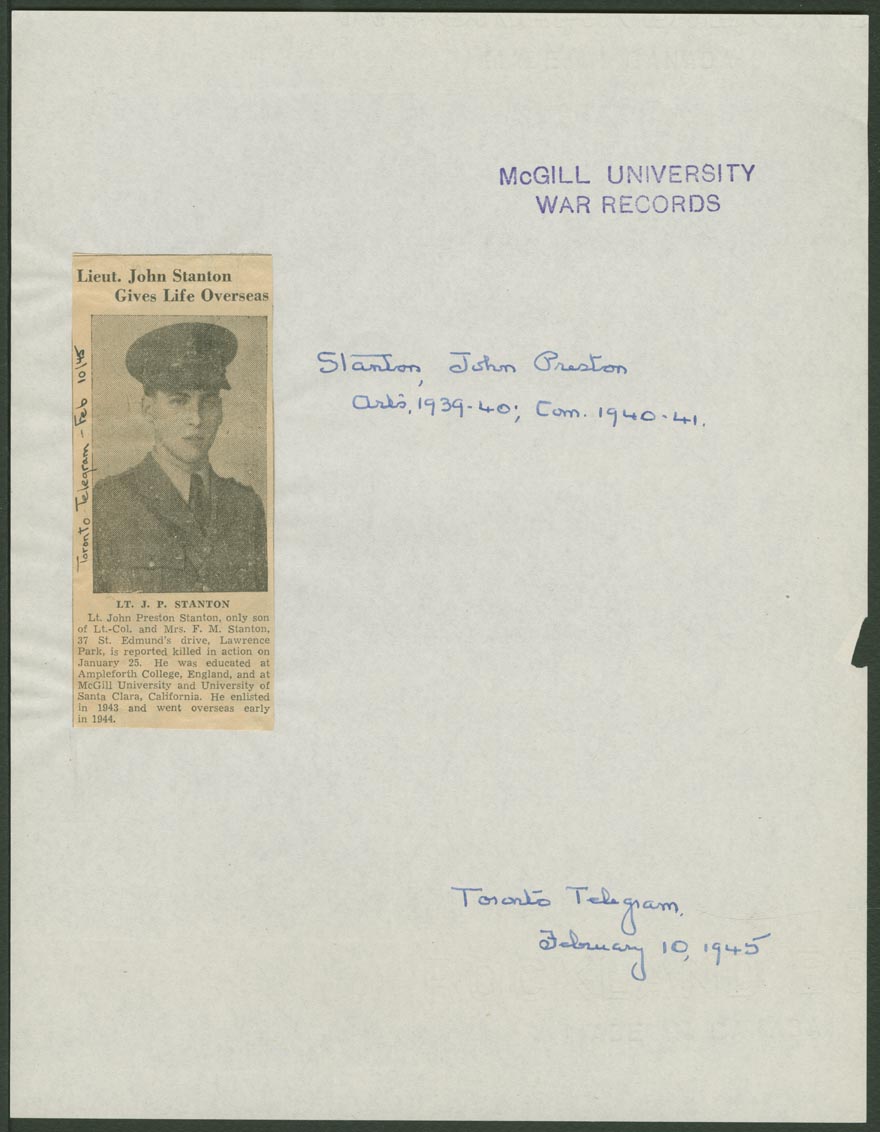 McGILL UNIVERSITY
WAR RECORDS
Lieut. John Stanton
Gives Life Overseas
Toronto Telegram - Feb 10/45
LT. J. P. STANTON
Lt. John Preston Stanton, only son
of Lt.-Col. and Mrs. F. M. Stanton,
37 St. Edmund's drive, Lawrence
Park, is reported killed in action on
January 25. He was educated at
Ampleforth College, England, and at
McGill University and University of
Santa Clara, California. He enlisted
in 1943 and went overseas early
in 1944.
Stanton, John Preston
Arts, 1939-40; Com. 1940-41.
Toronto Telegram,
February 10, 1945